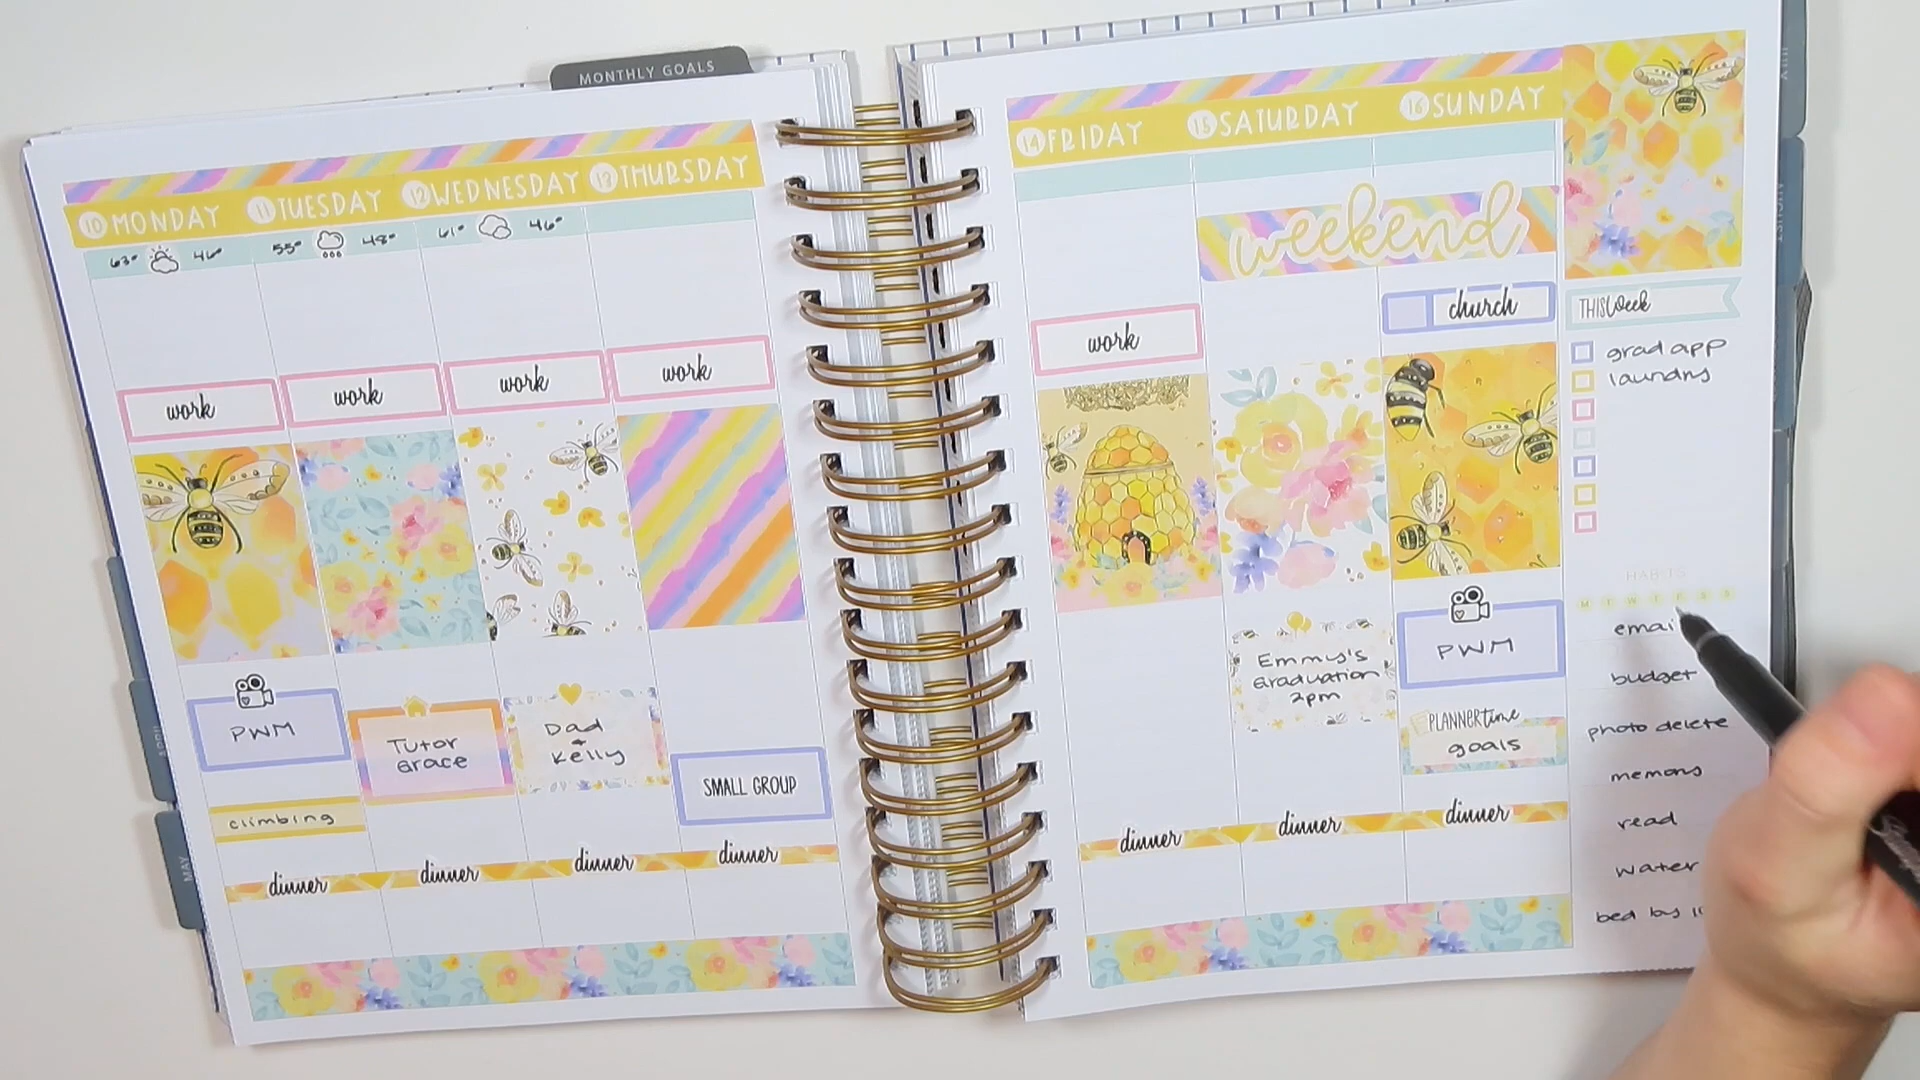 MONTHLY GOALS
10 MONDAY
11 TUESDAY
12 WEDNESDAY
13 THURSDAY
63° 46°
55° 48°
61° 46°
work
work
work
work
PWM
Tutor
Grace
Dad
+
Kelly
SMALL GROUP
climbing
dinner
dinner
dinner
dinner
APRIL
MAY
14 FRIDAY
15 SATURDAY
16 SUNDAY
weekend
work
church
Emmy's
Graduation
2pm
PWM
PLANNERtime
goals
dinner
dinner
dinner
THIS Week
grad app
laundry
HABITS
M T W T F S S
email
budget
photo delete
memory
read
water
bed by
AUGUST